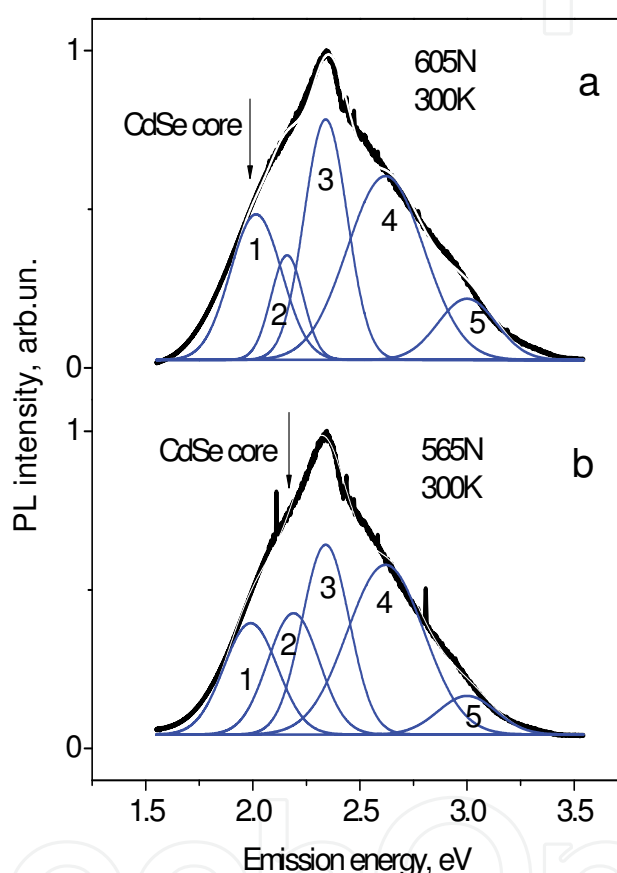 1
605N
300K
a
CdSe core
3
4
1
2
5
0
PL intensity, arb.un.
1
565N
300K
b
CdSe core
3
4
2
1
5
0
1.5 2.0 2.5 3.0 3.5
Emission energy, eV